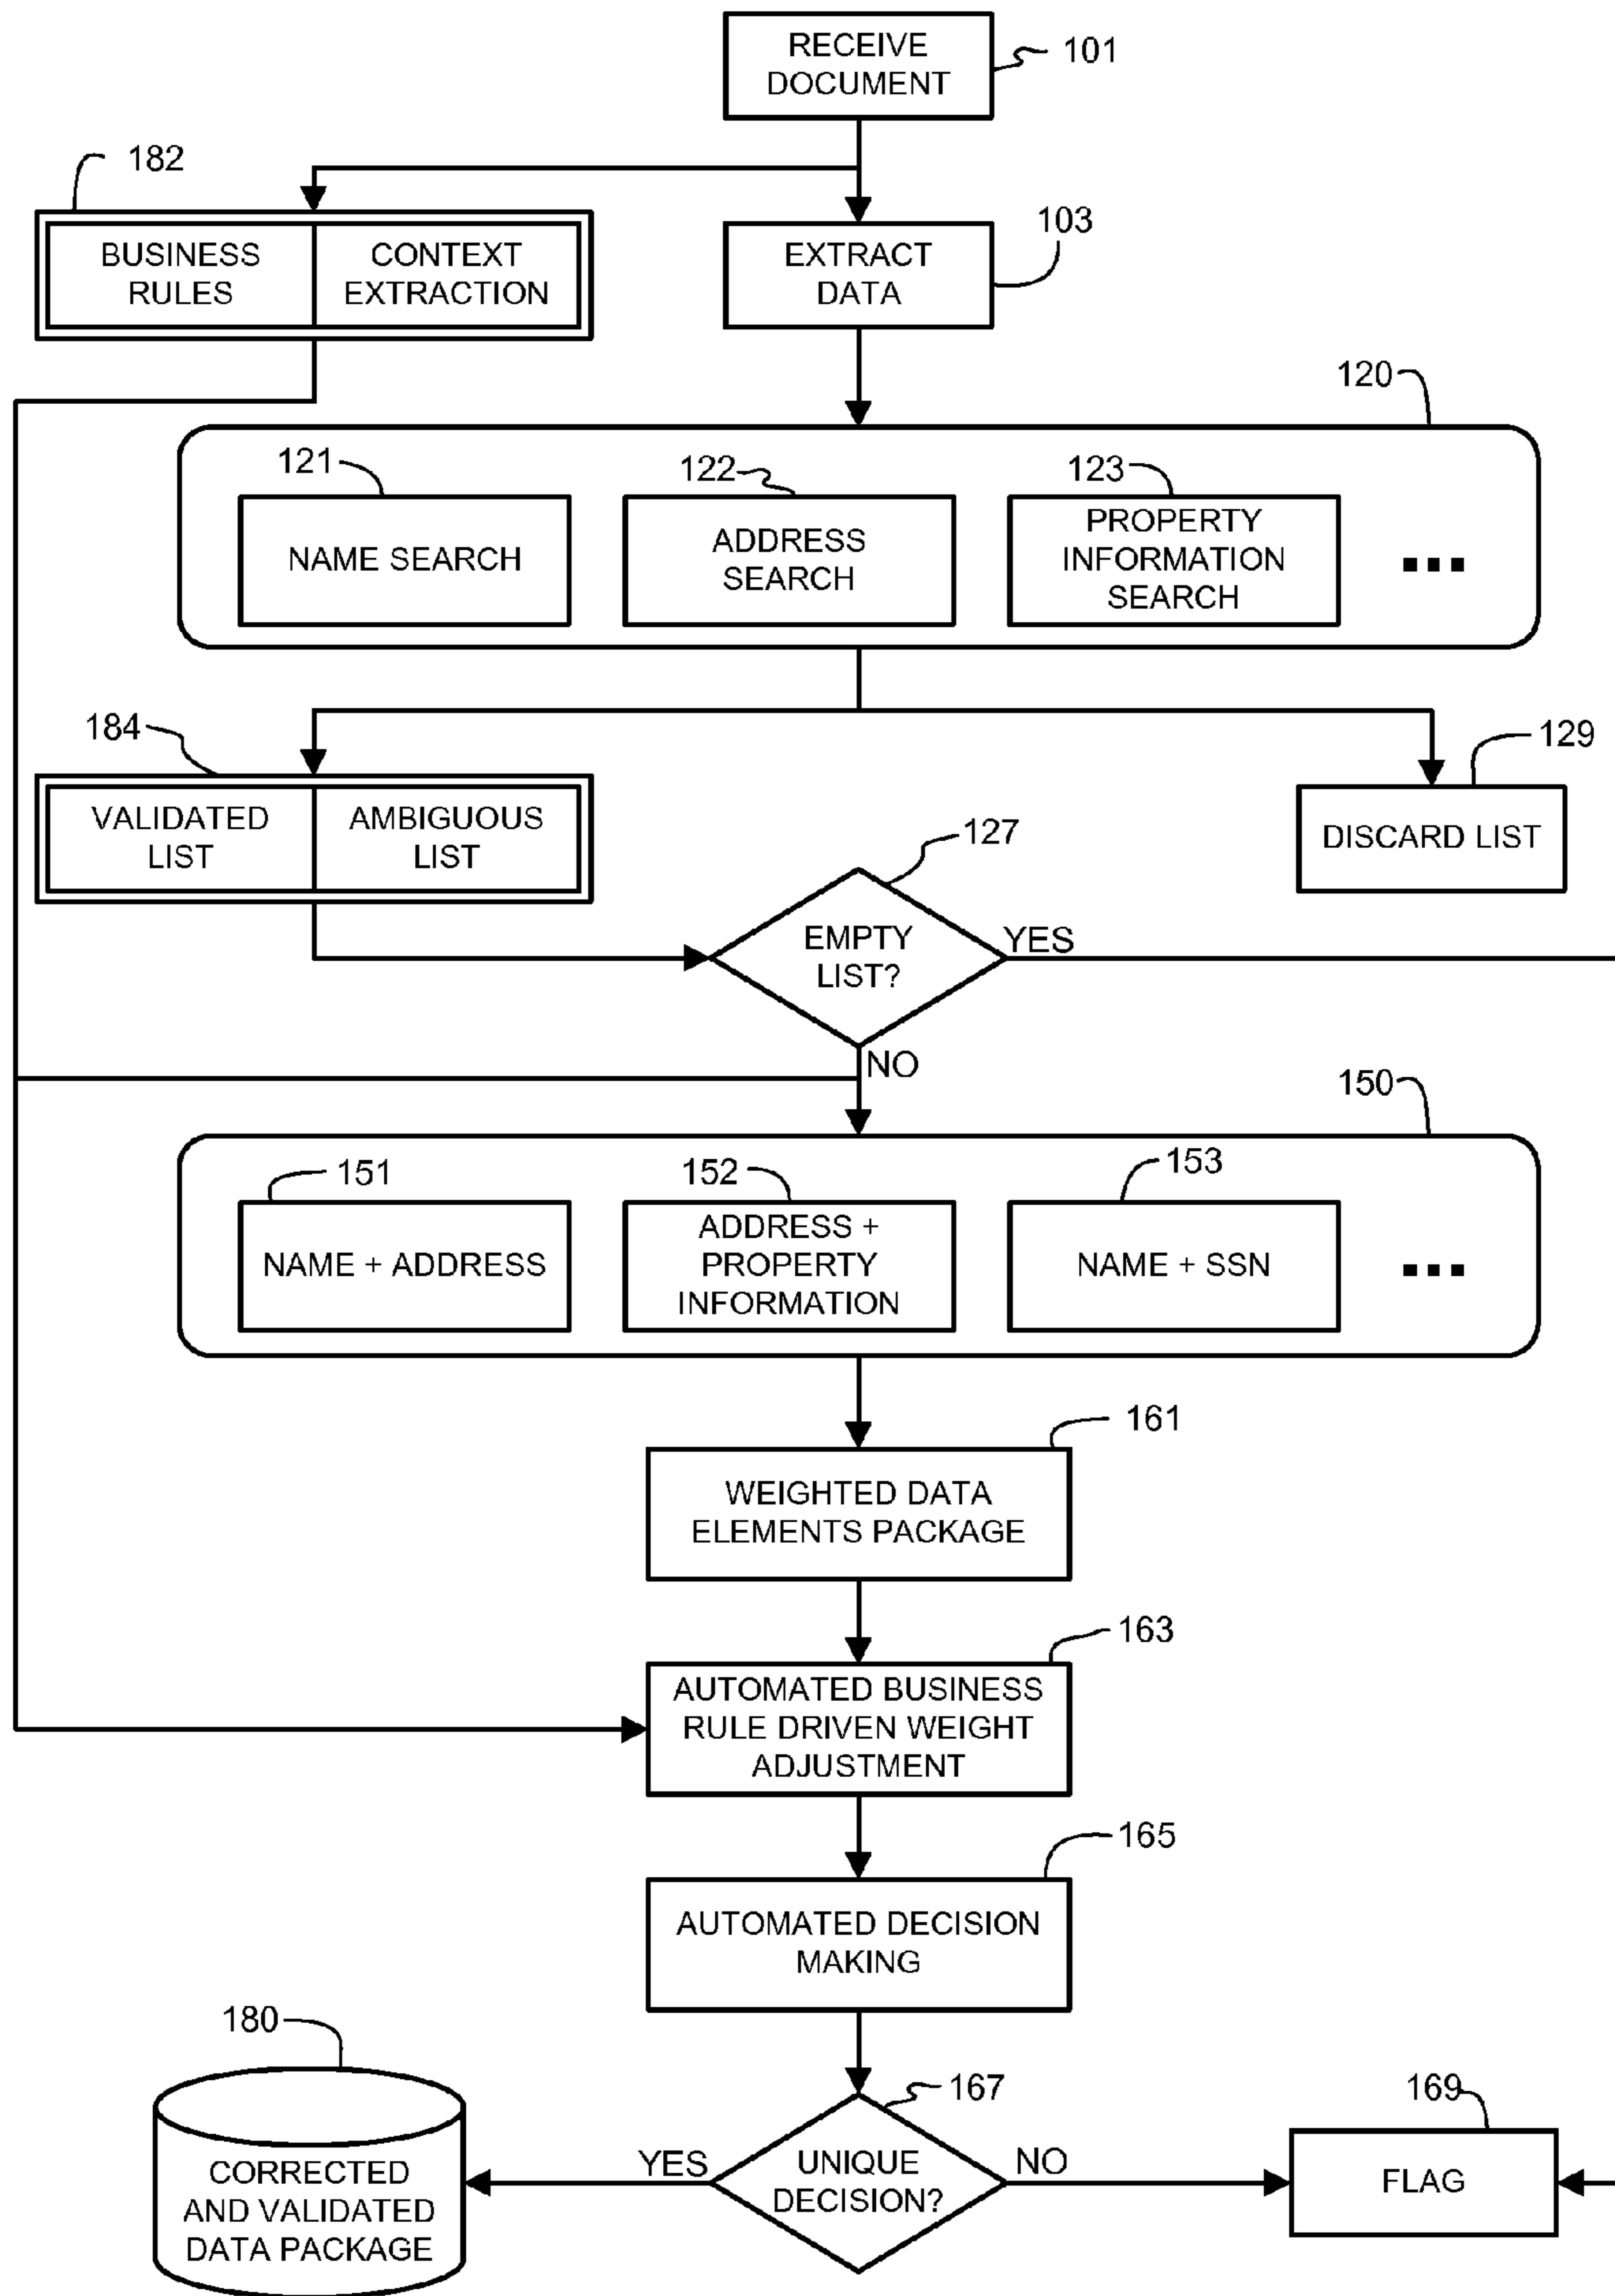 RECEIVE
DOCUMENT
101
182
BUSINESS
RULES
CONTEXT
EXTRACTION
EXTRACT
DATA
103
120
121
NAME SEARCH
122
ADDRESS
SEARCH
123
PROPERTY
INFORMATION
SEARCH
...
184
VALIDATED
LIST
AMBIGUOUS
LIST
127
EMPTY
LIST?
YES
NO
129
DISCARD LIST
150
151
NAME + ADDRESS
152
ADDRESS +
PROPERTY
INFORMATION
153
NAME + SSN
...
161
WEIGHTED DATA
ELEMENTS PACKAGE
163
AUTOMATED BUSINESS
RULE DRIVEN WEIGHT
ADJUSTMENT
165
AUTOMATED DECISION
MAKING
180
CORRECTED
AND VALIDATED
DATA PACKAGE
YES
167
UNIQUE
DECISION?
NO
169
FLAG